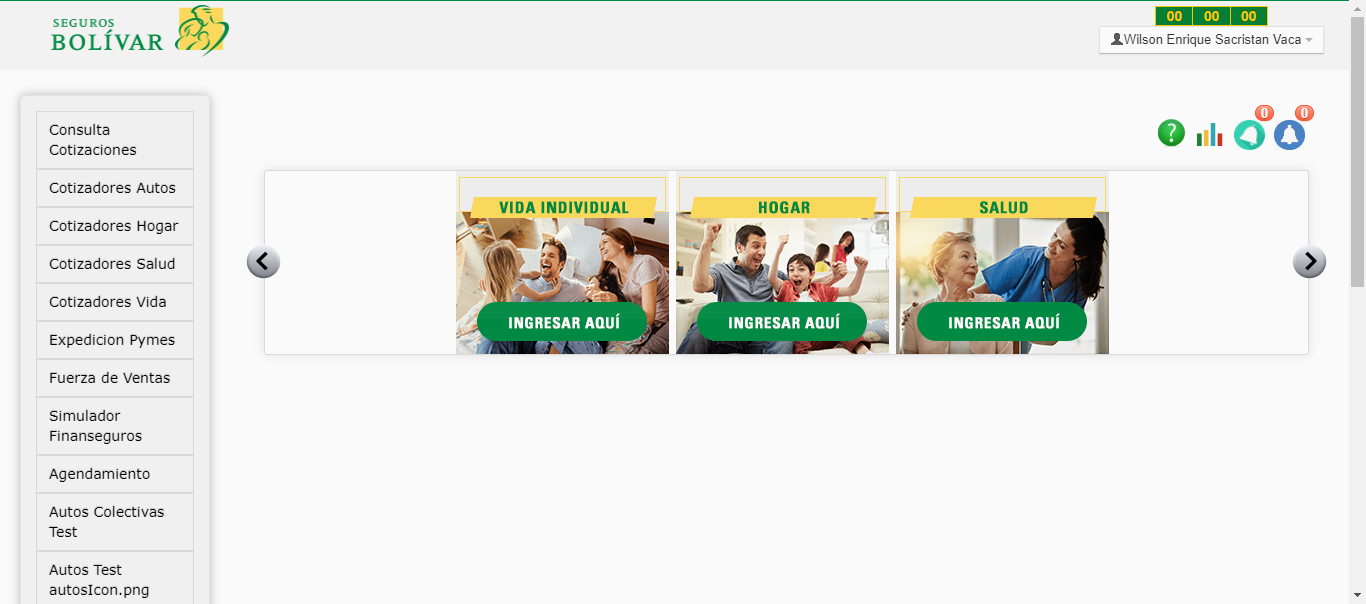 SEGUROS
BOLÍVAR
00 00 00
Wilson Enrique Sacristan Vaca
Consulta
Cotizaciones
Cotizadores Autos
Cotizadores Hogar
Cotizadores Salud
Cotizadores Vida
Expedicion Pymes
Fuerza de Ventas
Simulador
Finanseguros
Agendamiento
Autos Colectivas
Test
Autos Test
autosIcon.png
?
0
0
VIDA INDIVIDUAL
INGRESAR AQUÍ
HOGAR
INGRESAR AQUÍ
SALUD
INGRESAR AQUÍ